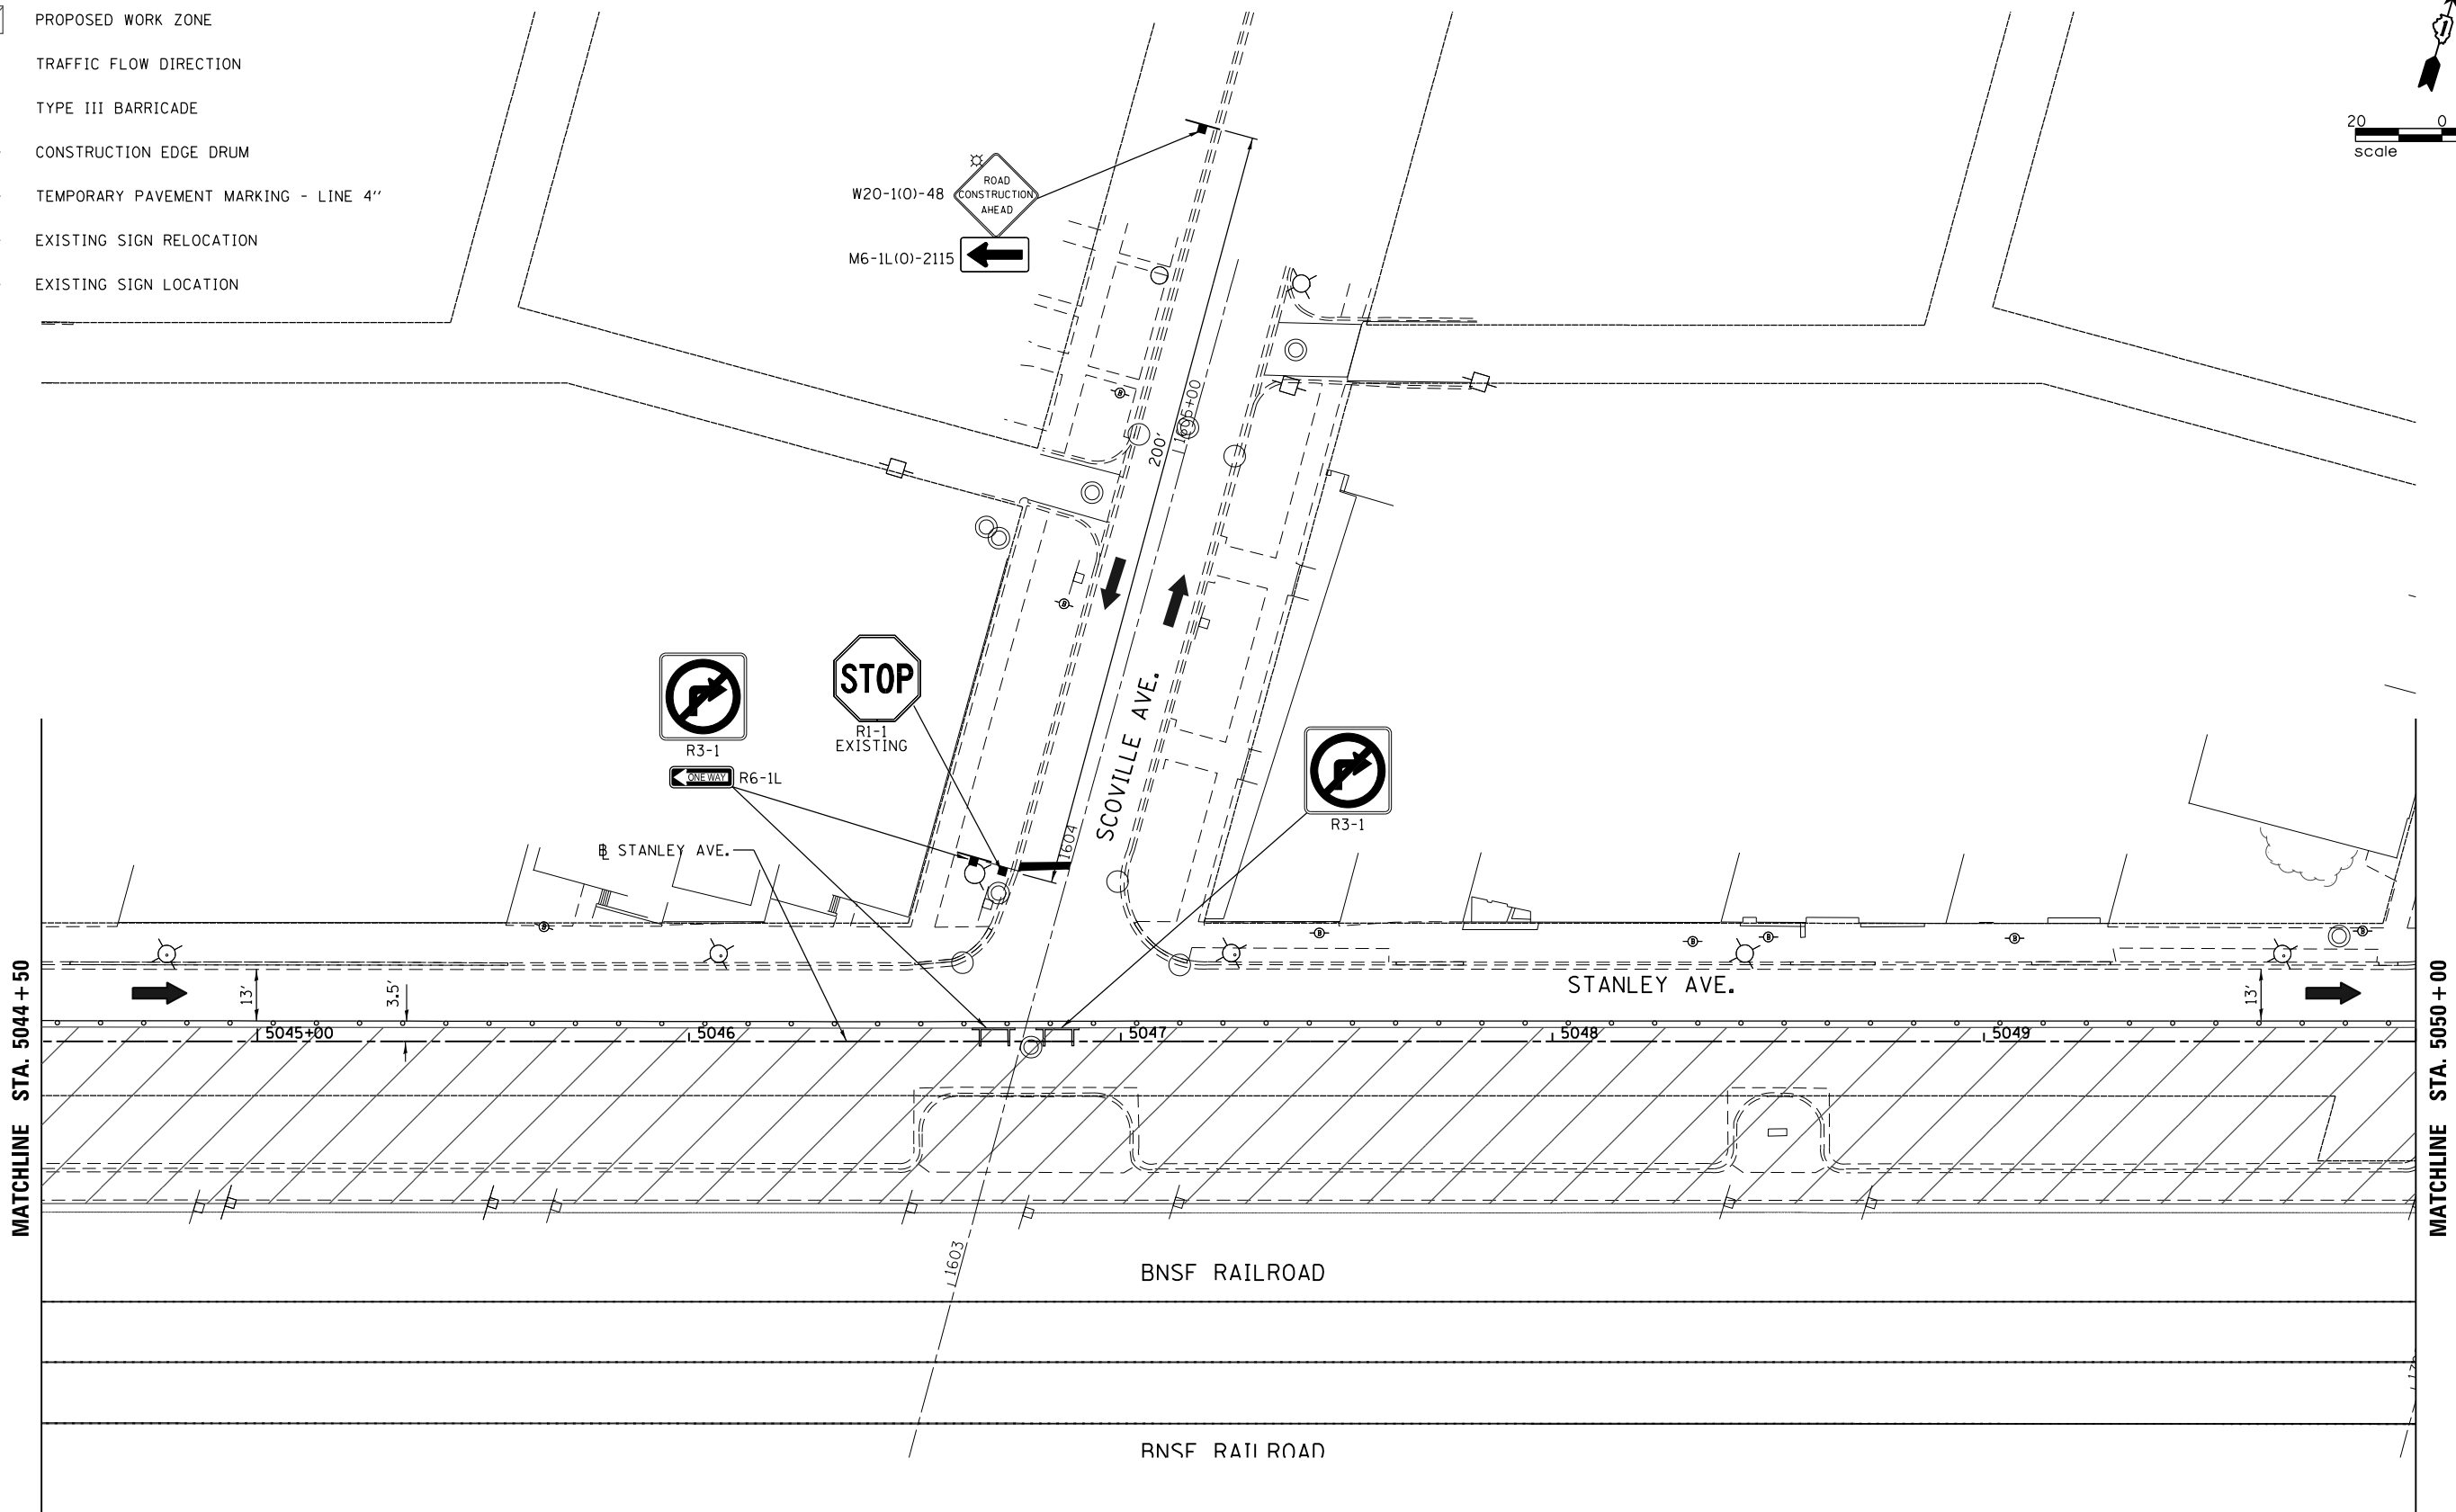 PROPOSED WORK ZONE
TRAFFIC FLOW DIRECTION
TYPE III BARRICADE
CONSTRUCTION EDGE DRUM
TEMPORARY PAVEMENT MARKING - LINE 4''
EXISTING SIGN RELOCATION
EXISTING SIGN LOCATION
20 0
scale
W20-1(O)-48
ROAD
CONSTRUCTION
AHEAD
M6-1L(O)-2115
200'
SCOVILLE AVE.
1604
R3-1
ONE WAY
R6-1L
STOP
R1-1
EXISTING
R3-1
STANLEY AVE.
STANLEY AVE.
13'
3.5'
13'
5045+00
5046
5047
5048
5049
MATCHLINE STA. 5044 + 50
MATCHLINE STA. 5050 + 00
1603
BNSF RAILROAD
BNSF RAILROAD